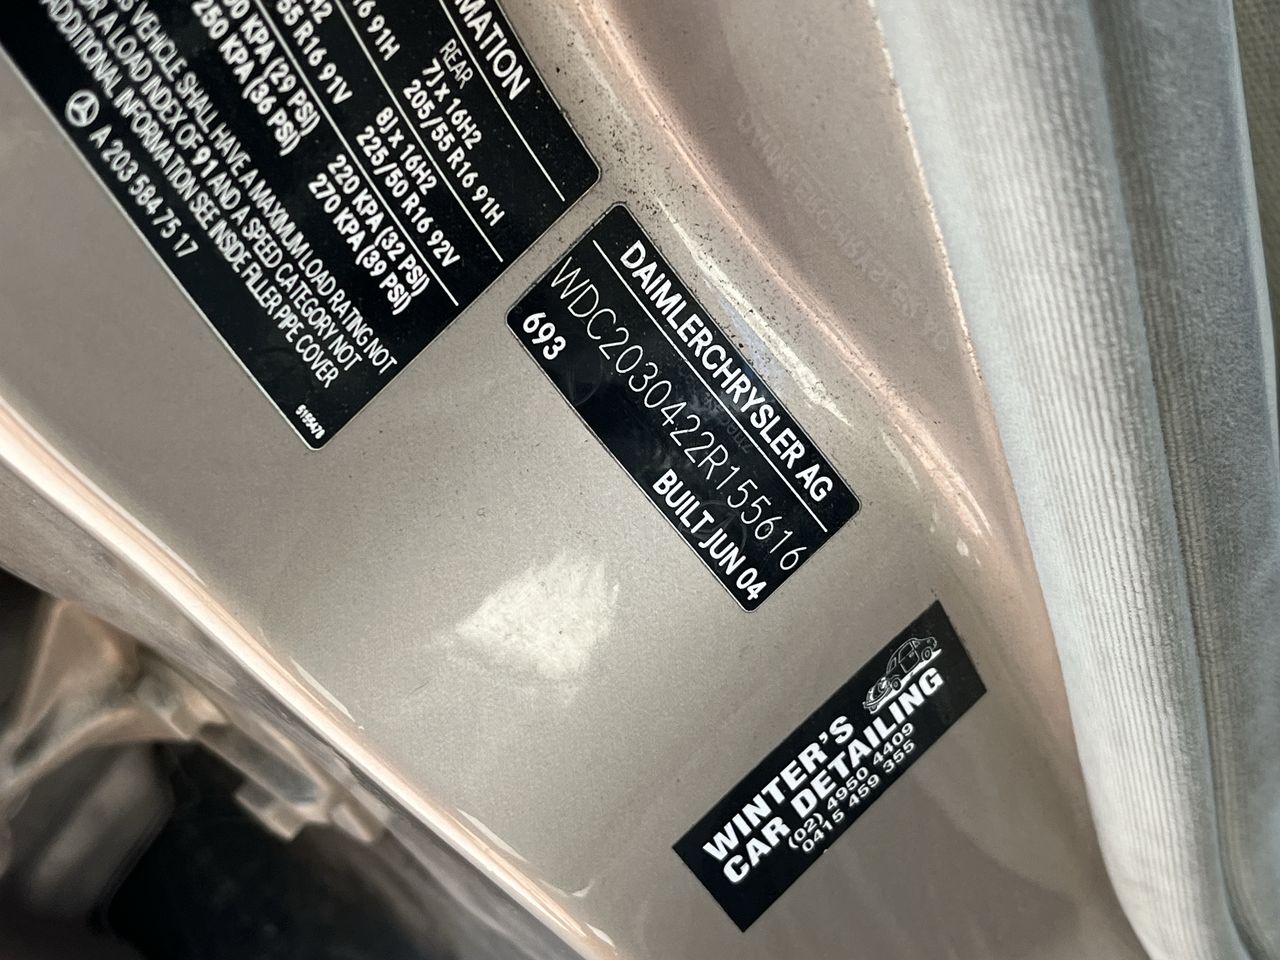 MATION
REAR
7J x 16H2
205/55 R16 91H
8J x 16H2
225/50 R16 92V
220 KPA (32 PSI)
270 KPA (39 PSI)
R16 91H
55 R16 91V
KPA (29 PSI)
250 KPA (36 PSI)
VEHICLE SHALL HAVE A MAXIMUM LOAD RATING NOT
A LOAD INDEX OF 91 AND A SPEED CATEGORY NOT
ADDITIONAL INFORMATION SEE INSIDE FILLER PIPE COVER
A 203 584 75 17
5155478
DAIMLERCHRYSLER AG
WDC2030422R155616
693 BUILT JUN 04
WINTER'S
CAR DETAILING
(02) 4950 4409
0415 459 355